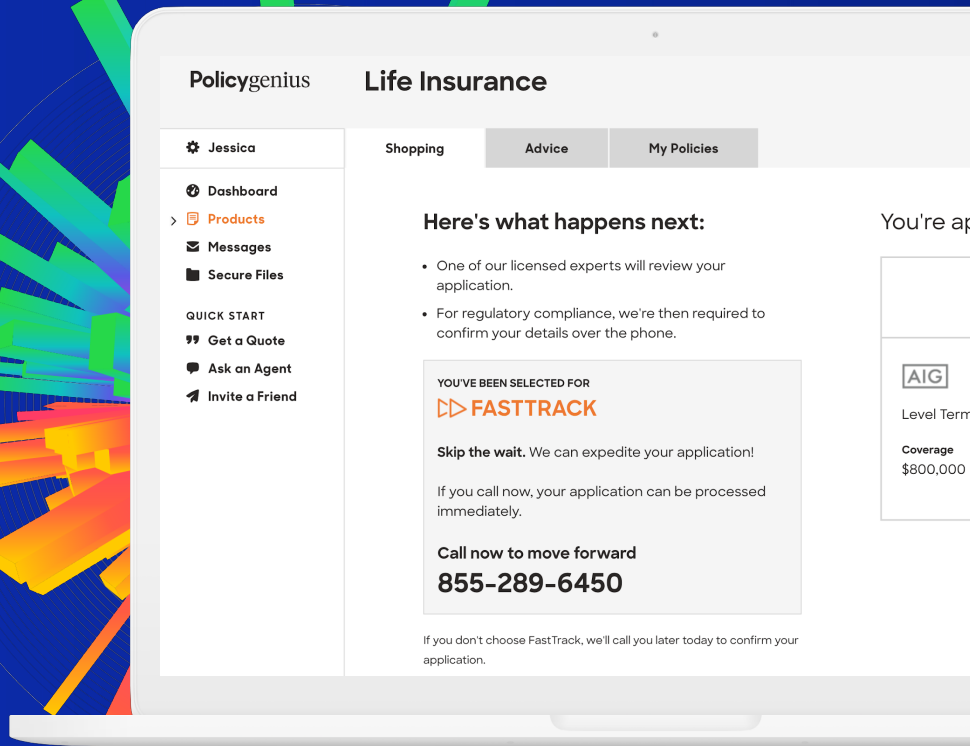 Policygenius
Life Insurance
Jessica
Dashboard
Products
Messages
Secure Files
QUICK START
Get a Quote
Ask an Agent
Invite a Friend
Shopping
Advice
My Policies
Here's what happens next:
• One of our licensed experts will review your
application.
• For regulatory compliance, we're then required to
confirm your details over the phone.
YOU'VE BEEN SELECTED FOR
FASTTRACK
Skip the wait. We can expedite your application!
If you call now, your application can be processed
immediately.
Call now to move forward
855-289-6450
If you don't choose FastTrack, we'll call you later today to confirm your
application.
You're ap
AIG
Level Term
Coverage
$800,000